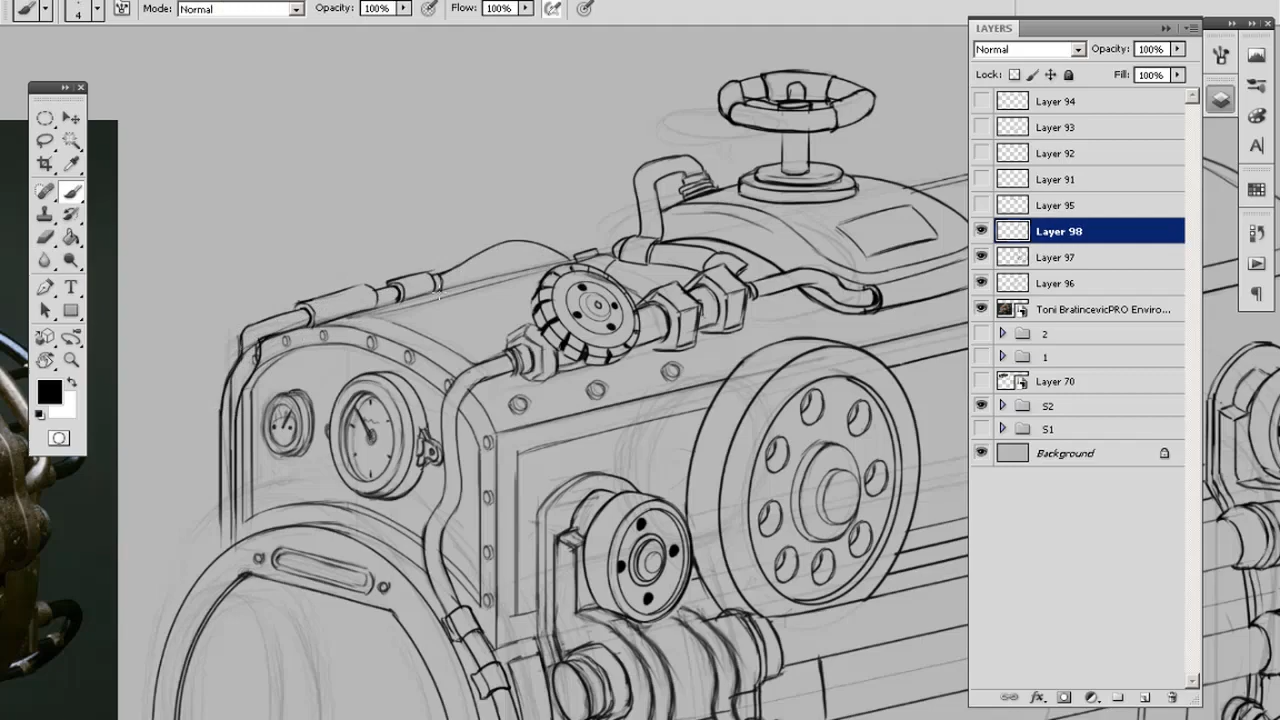 Mode: Normal Opacity: 100% Flow: 100%
4
LAYERS
Normal Opacity: 100%
Lock: Fill: 100%
Layer 94
Layer 93
Layer 92
Layer 91
Layer 95
Layer 98
Layer 97
Layer 96
Toni BratincevicPRO Enviro...
2
1
Layer 70
S2
S1
Background